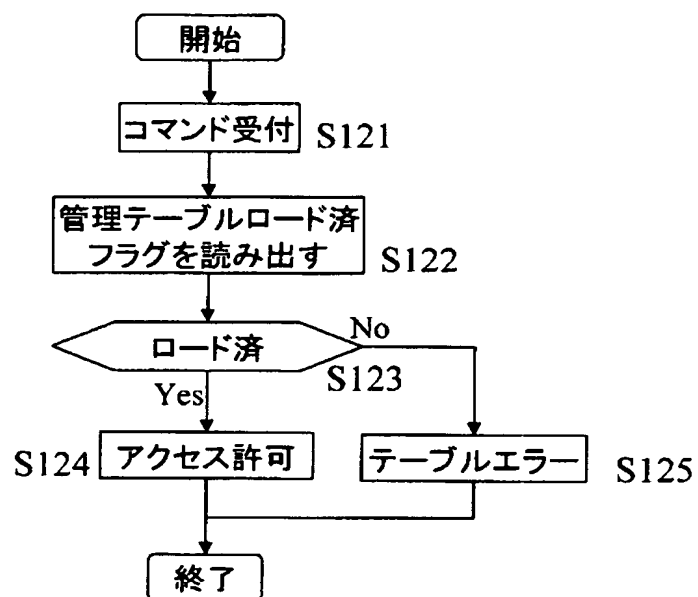 開始
コマンド受付 S121
管理テーブルロード済
フラグを読み出す S122
ロード済
No
S123
Yes
S124 アクセス許可
テーブルエラー S125
終了